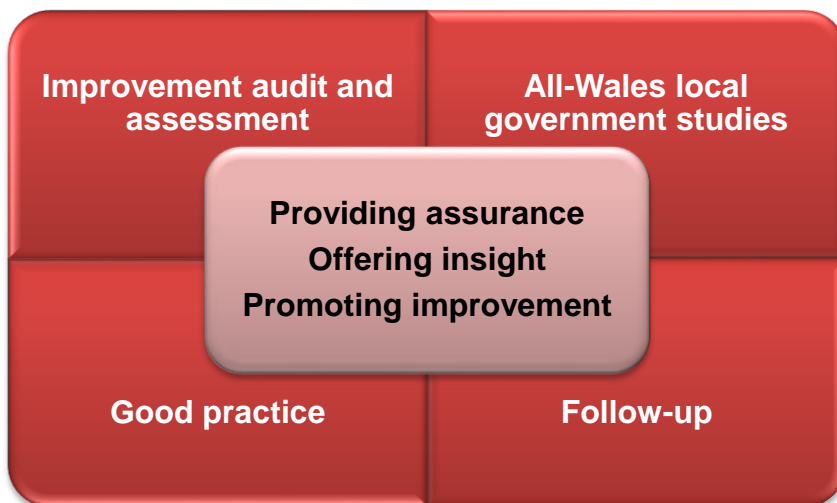 Improvement audit and
assessment
All-Wales local
government studies
Providing assurance
Offering insight
Promoting improvement
Good practice
Follow-up